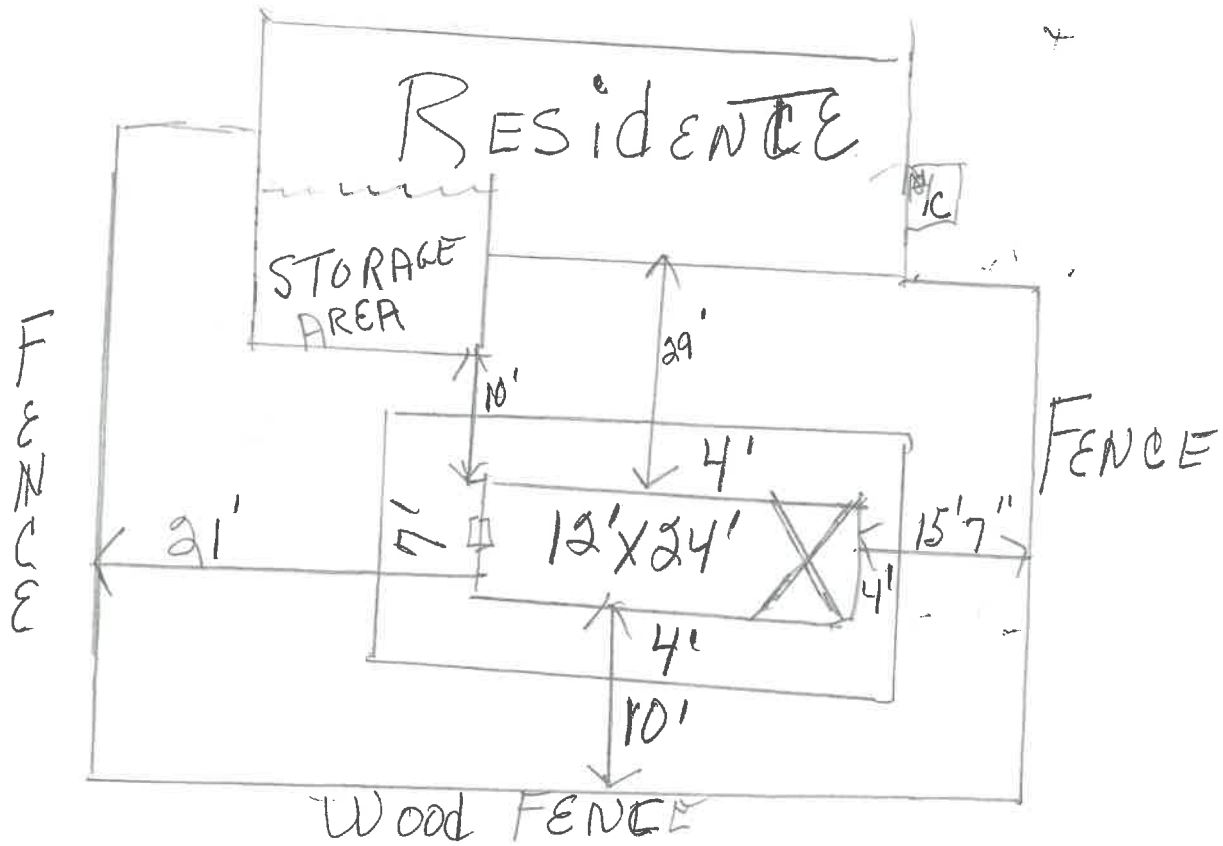 RESidENCE
A/C
STORAGE
AREA
29'
10'
FENCE
FENCE
4'
7'
12'X24'
15'7"
21'
4'
4'
10'
Wood FENCE